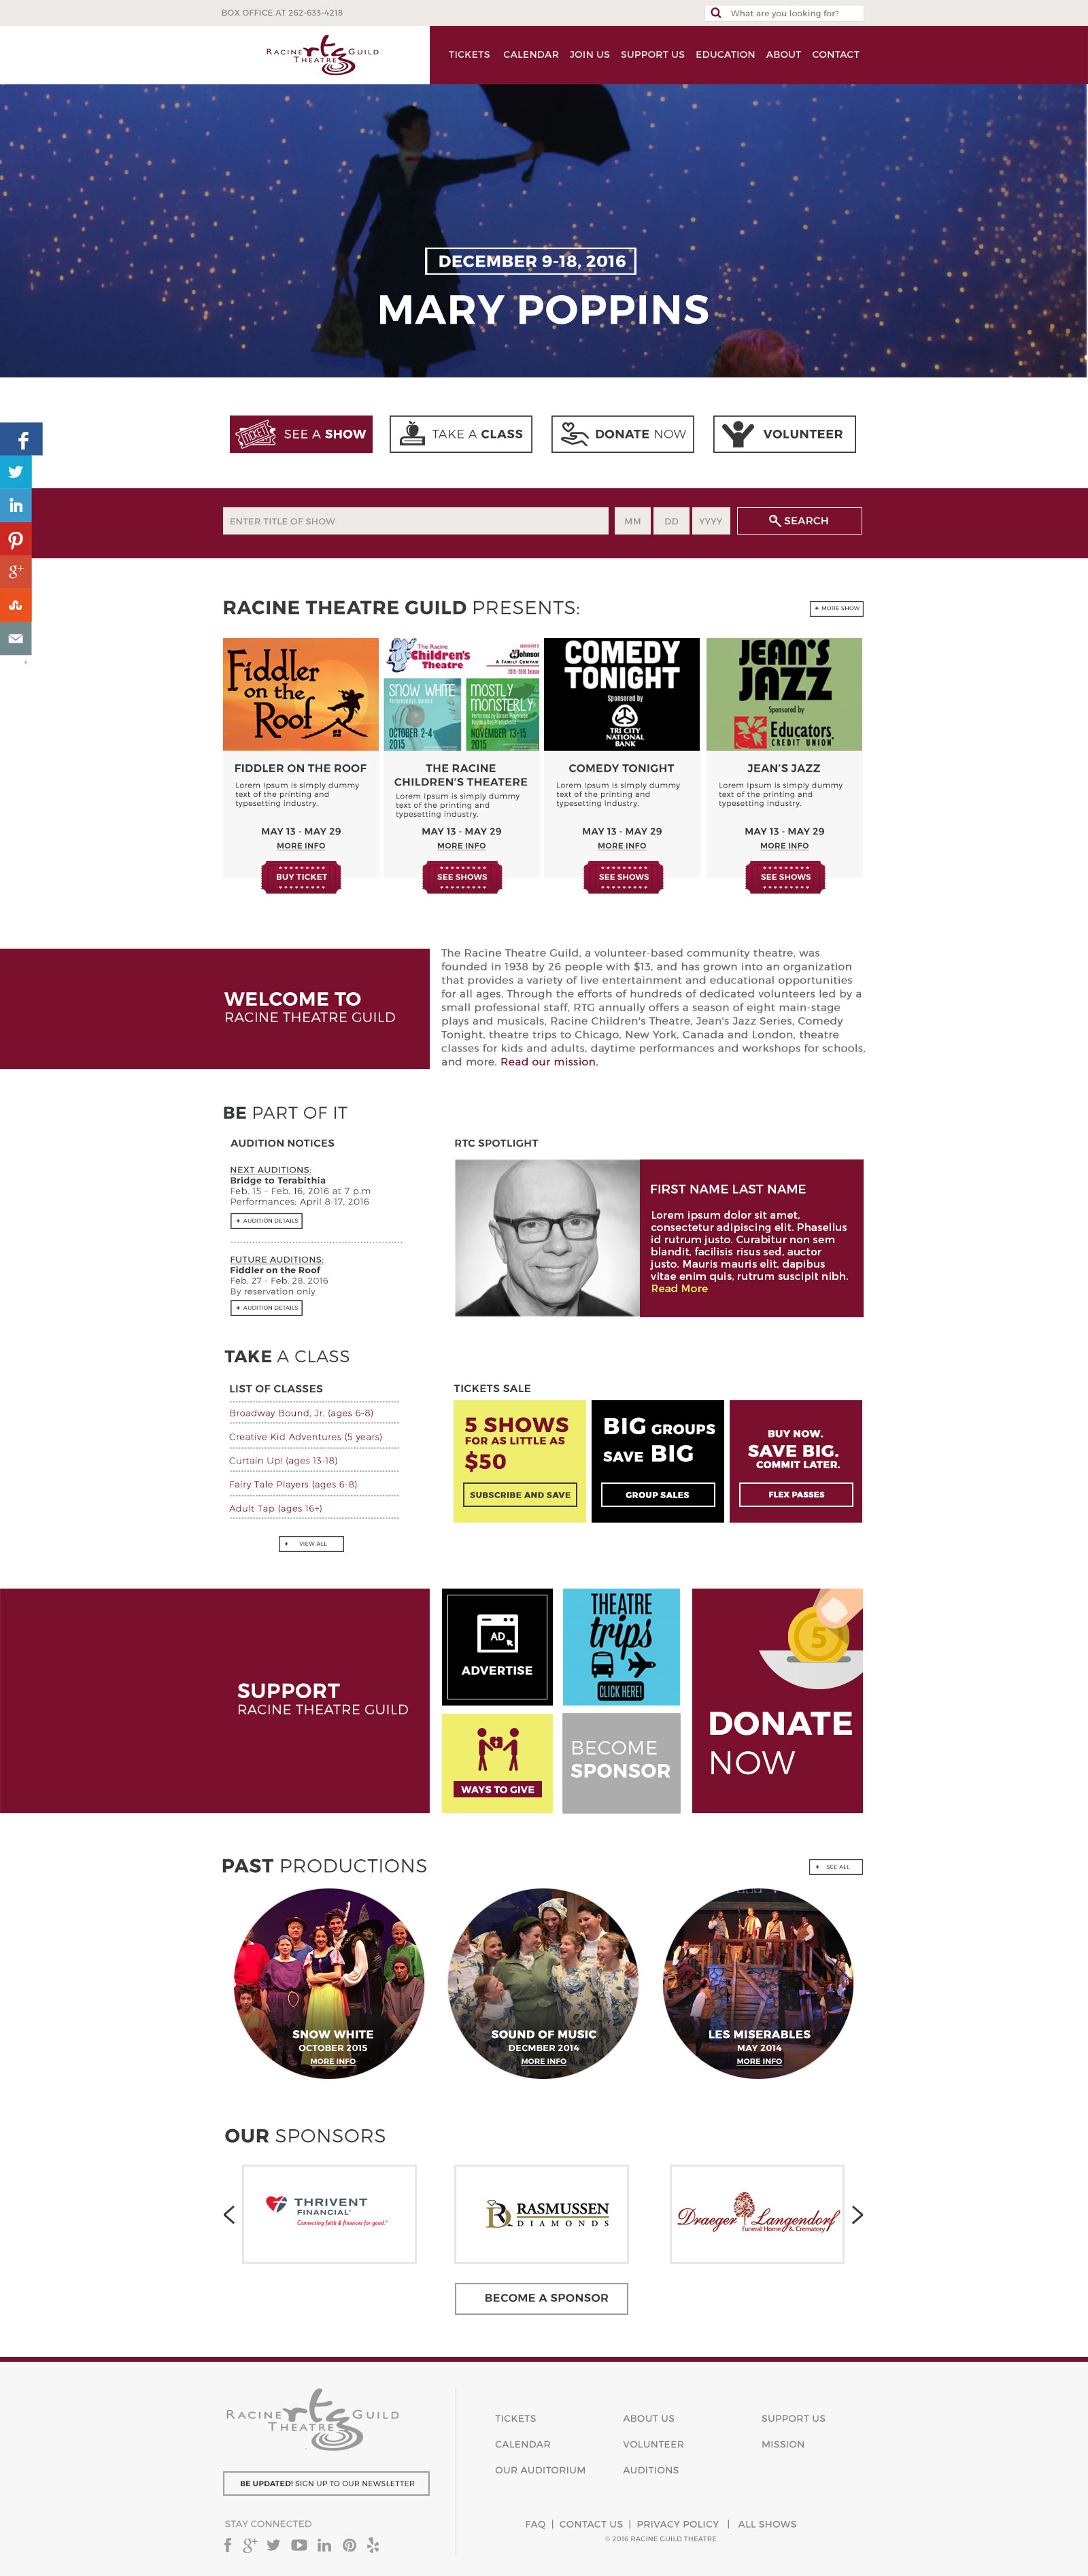 BOX OFFICE AT 262-633-4218
What are you looking for?
RACINE rtg GUILD
THEATRE
TICKETS CALENDAR JOIN US SUPPORT US EDUCATION ABOUT CONTACT
DECEMBER 9-18, 2016
MARY POPPINS
TICKET SEE A SHOW
TAKE A CLASS
DONATE NOW
VOLUNTEER
ENTER TITLE OF SHOW MM DD YYYY SEARCH
RACINE THEATRE GUILD PRESENTS:
+ MORE SHOW
Fiddler
on the
Roof
The Racine
Children's
Theatre
Johnson
A FAMILY COMPANY
2015-2016 Season
SNOW WHITE
OCTOBER 2-4
2015
MOSTLY
MONSTERLY
NOVEMBER 13-15
2015
COMEDY
TONIGHT
Sponsored by
TRI CITY
NATIONAL
BANK
JEAN'S
JAZZ
Sponsored by
Educators
CREDIT UNION
FIDDLER ON THE ROOF
Lorem Ipsum is simply dummy
text of the printing and
typesetting industry.
MAY 13 - MAY 29
MORE INFO
BUY TICKET
THE RACINE
CHILDREN'S THEATERE
Lorem Ipsum is simply dummy
text of the printing and
typesetting industry.
MAY 13 - MAY 29
MORE INFO
SEE SHOWS
COMEDY TONIGHT
Lorem Ipsum is simply dummy
text of the printing and
typesetting industry.
MAY 13 - MAY 29
MORE INFO
SEE SHOWS
JEAN'S JAZZ
Lorem Ipsum is simply dummy
text of the printing and
typesetting industry.
MAY 13 - MAY 29
MORE INFO
SEE SHOWS
WELCOME TO
RACINE THEATRE GUILD
The Racine Theatre Guild, a volunteer-based community theatre, was
founded in 1938 by 26 people with $13, and has grown into an organization
that provides a variety of live entertainment and educational opportunities
for all ages. Through the efforts of hundreds of dedicated volunteers led by a
small professional staff, RTG annually offers a season of eight main-stage
plays and musicals, Racine Children's Theatre, Jean's Jazz Series, Comedy
Tonight, theatre trips to Chicago, New York, Canada and London, theatre
classes for kids and adults, daytime performances and workshops for schools,
and more. Read our mission.
BE PART OF IT
AUDITION NOTICES
NEXT AUDITIONS:
Bridge to Terabithia
Feb. 15 - Feb. 16, 2016 at 7 p.m
Performances: April 8-17, 2016
+ AUDITION DETAILS
FUTURE AUDITIONS:
Fiddler on the Roof
Feb. 27 - Feb. 28, 2016
By reservation only
+ AUDITION DETAILS
RTC SPOTLIGHT
FIRST NAME LAST NAME
Lorem ipsum dolor sit amet,
consectetur adipiscing elit. Phasellus
id rutrum justo. Curabitur non sem
blandit, facilisis risus sed, auctor
justo. Mauris mauris elit, dapibus
vitae enim quis, rutrum suscipit nibh.
Read More
TAKE A CLASS
LIST OF CLASSES
Broadway Bound, Jr. (ages 6-8)
Creative Kid Adventures (5 years)
Curtain Up! (ages 13-18)
Fairy Tale Players (ages 6-8)
Adult Tap (ages 16+)
+ VIEW ALL
TICKETS SALE
5 SHOWS
FOR AS LITTLE AS
$50
SUBSCRIBE AND SAVE
BIG GROUPS
SAVE BIG
GROUP SALES
BUY NOW.
SAVE BIG.
COMMIT LATER.
FLEX PASSES
SUPPORT
RACINE THEATRE GUILD
AD
ADVERTISE
THEATRE
trips
CLICK HERE!
WAYS TO GIVE
BECOME
SPONSOR
5
DONATE
NOW
PAST PRODUCTIONS
+ SEE ALL
SNOW WHITE
OCTOBER 2015
MORE INFO
SOUND OF MUSIC
DECMBER 2014
MORE INFO
LES MISERABLES
MAY 2014
MORE INFO
OUR SPONSORS
THRIVENT
FINANCIAL
Connecting faith & finances for good.
RASMUSSEN
DIAMONDS
Draeger Langendorf
Funeral Home & Crematory
BECOME A SPONSOR
RACINE rtg GUILD
THEATRE
BE UPDATED! SIGN UP TO OUR NEWSLETTER
STAY CONNECTED
TICKETS ABOUT US SUPPORT US
CALENDAR VOLUNTEER MISSION
OUR AUDITORIUM AUDITIONS
FAQ | CONTACT US | PRIVACY POLICY | ALL SHOWS
© 2016 RACINE GUILD THEATRE